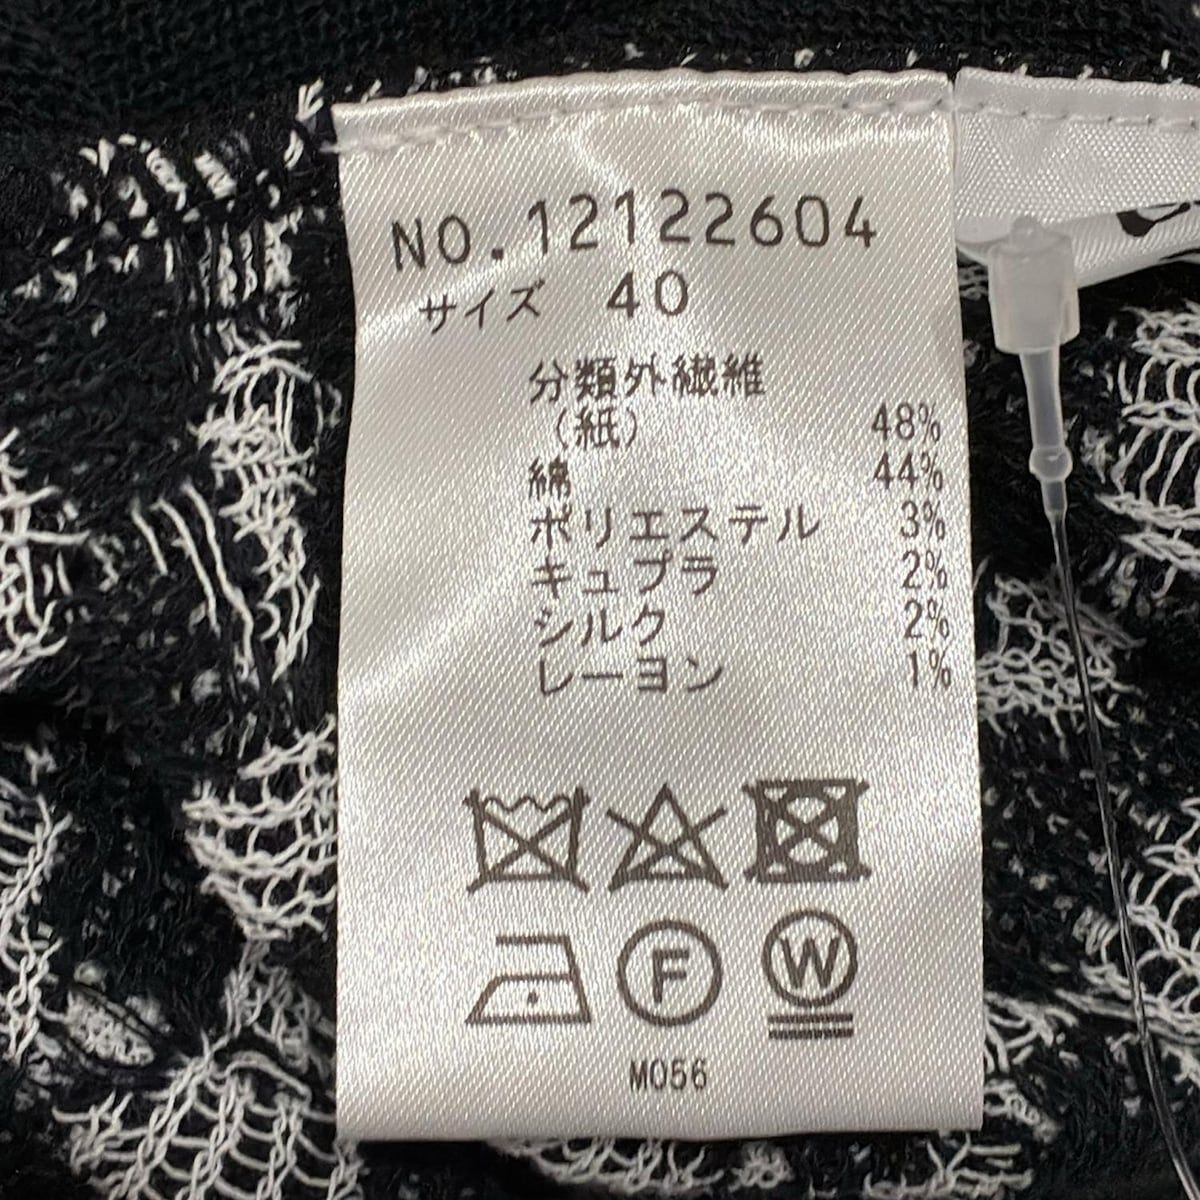 NO.12122604
サイズ 40
分類外繊維
(紙) 48%
綿 44%
ポリエステル 3%
キュプラ 2%
シルク 2%
レーヨン 1%
F W
M056